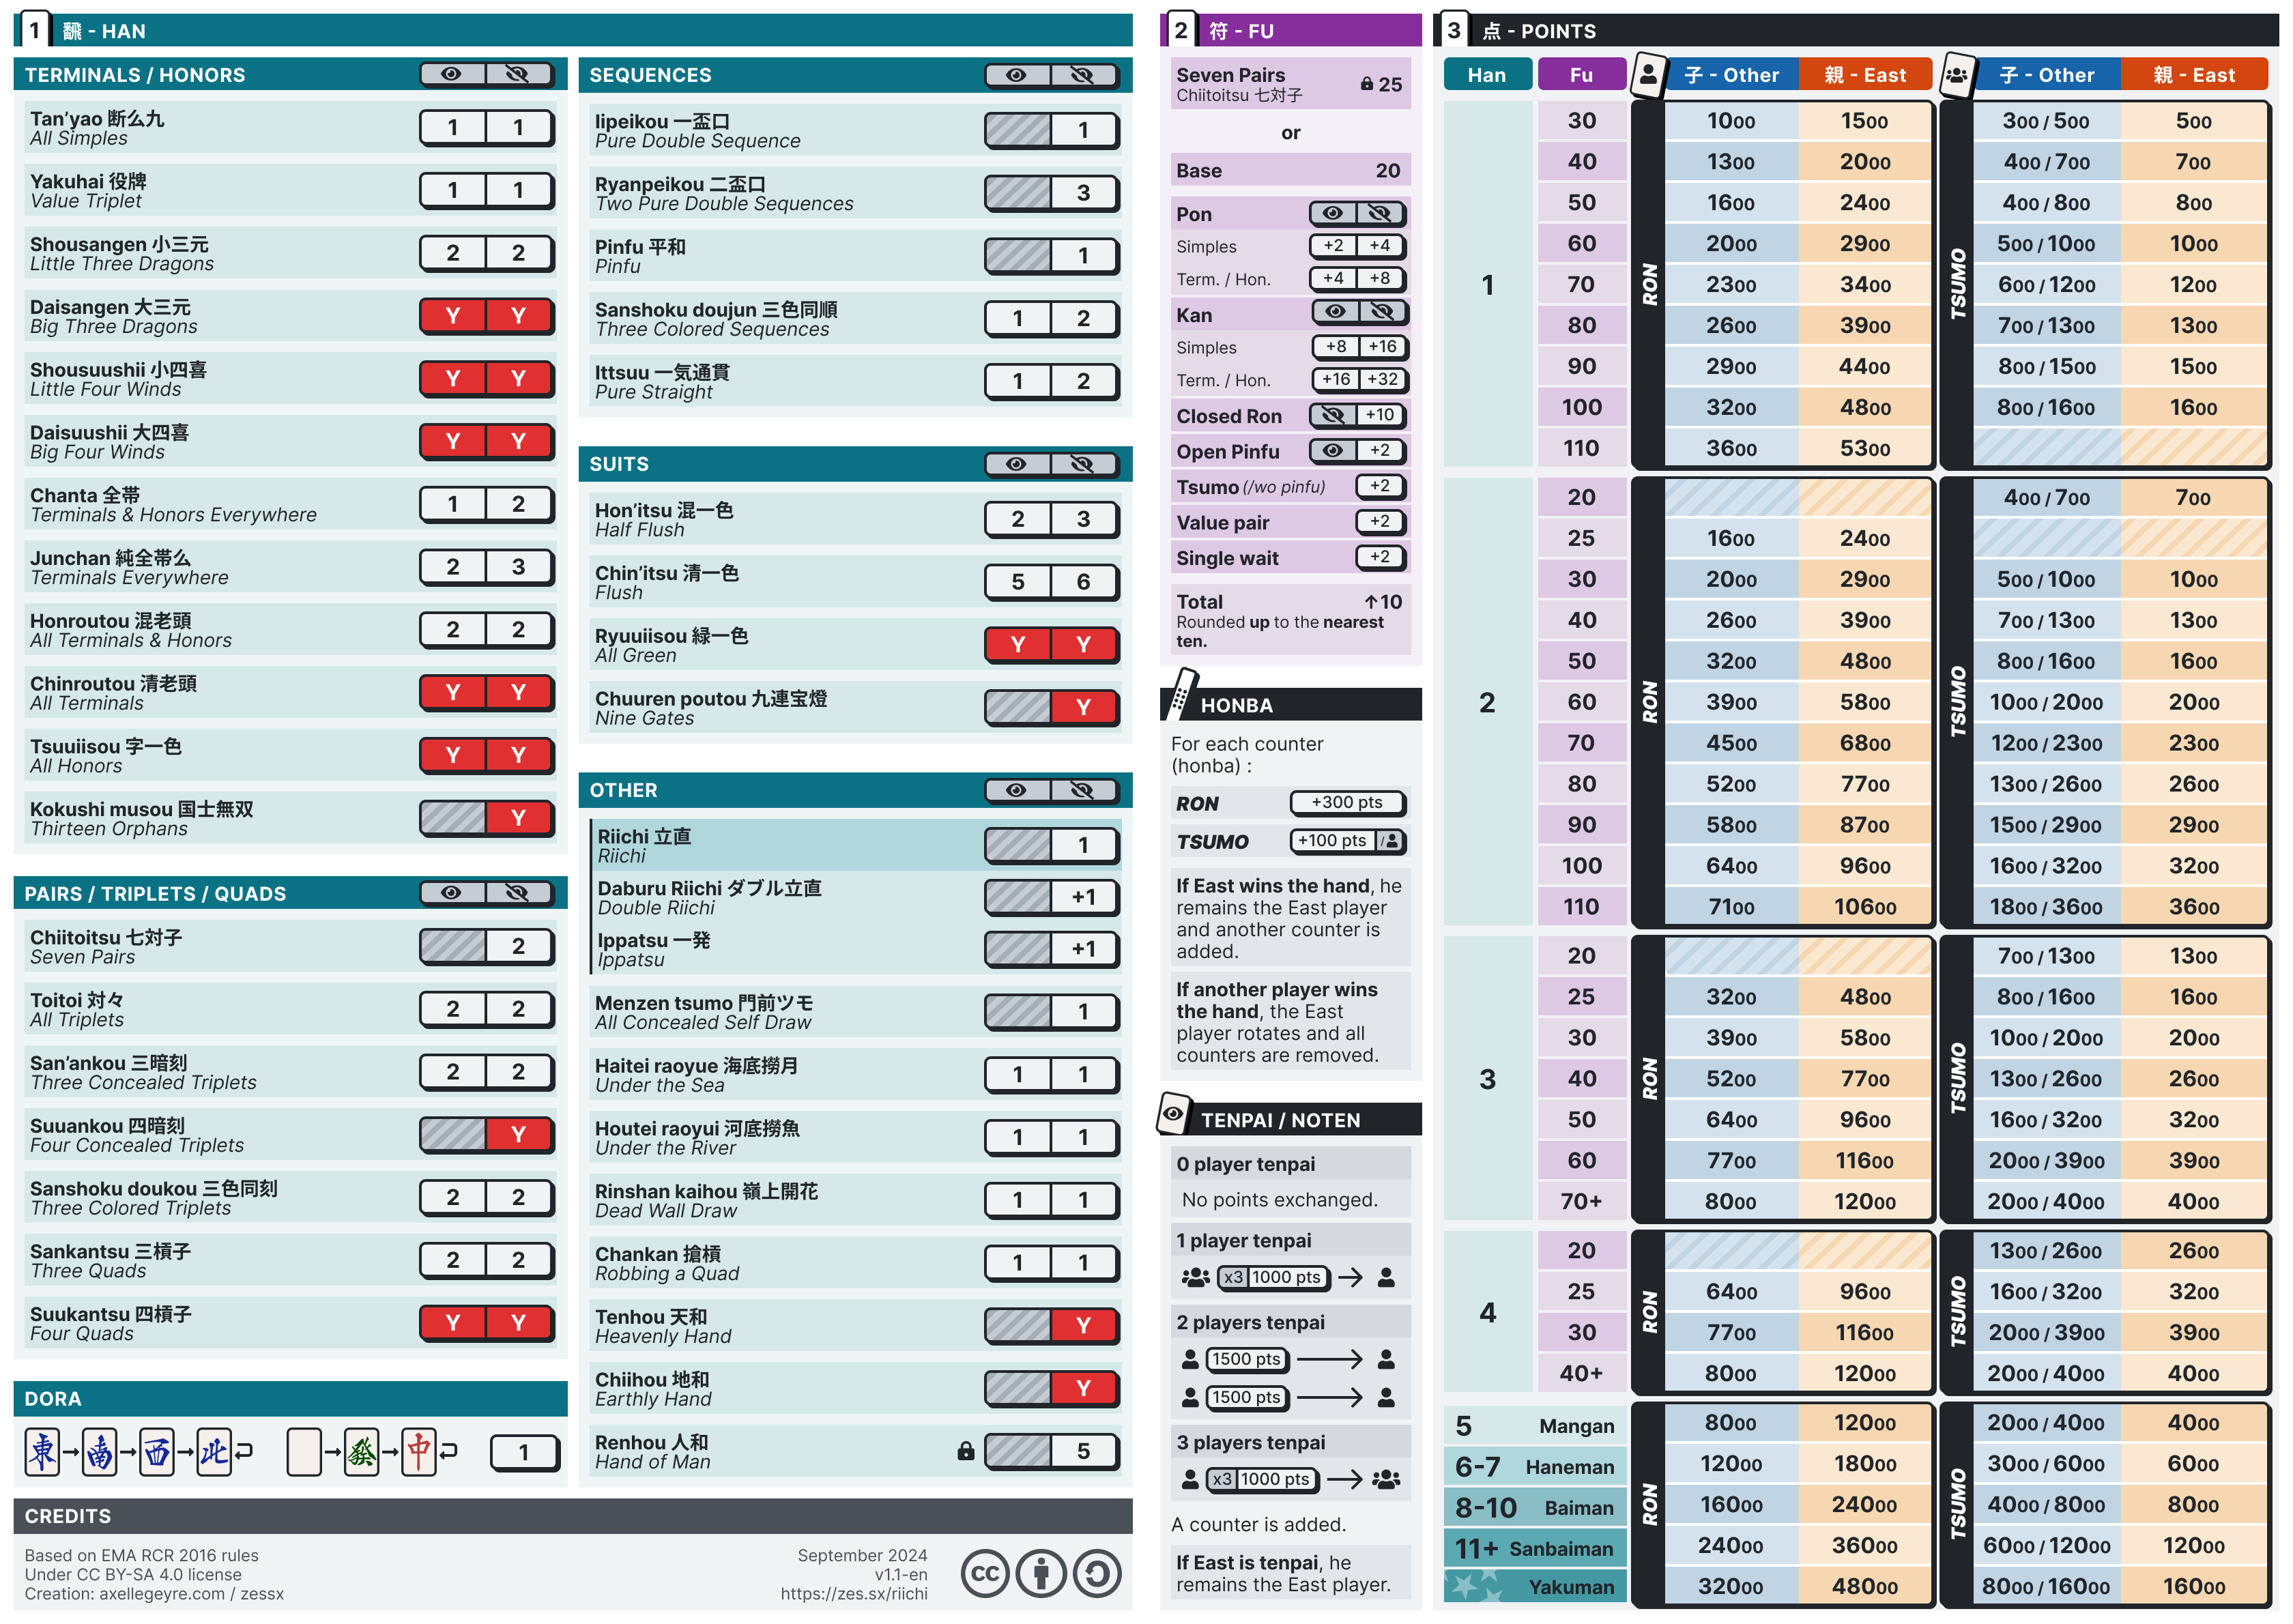 1 飜 - HAN
TERMINALS / HONORS
Tan’yao 断么九
All Simples
1 1
Yakuhai 役牌
Value Triplet
1 1
Shousangen 小三元
Little Three Dragons
2 2
Daisangen 大三元
Big Three Dragons
Y Y
Shousuushii 小四喜
Little Four Winds
Y Y
Daisuushii 大四喜
Big Four Winds
Y Y
Chanta 全帯
Terminals & Honors Everywhere
1 2
Junchan 純全帯么
Terminals Everywhere
2 3
Honroutou 混老頭
All Terminals & Honors
2 2
Chinroutou 清老頭
All Terminals
Y Y
Tsuuiisou 字一色
All Honors
Y Y
Kokushi musou 国士無双
Thirteen Orphans
Y
PAIRS / TRIPLETS / QUADS
Chiitoitsu 七対子
Seven Pairs
2
Toitoi 対々
All Triplets
2 2
San’ankou 三暗刻
Three Concealed Triplets
2 2
Suuankou 四暗刻
Four Concealed Triplets
Y
Sanshoku doukou 三色同刻
Three Colored Triplets
2 2
Sankantsu 三槓子
Three Quads
2 2
Suukantsu 四槓子
Four Quads
Y Y
DORA
東 南 西 北 發 中 1
SEQUENCES
Iipeikou 一盃口
Pure Double Sequence
1
Ryanpeikou 二盃口
Two Pure Double Sequences
3
Pinfu 平和
Pinfu
1
Sanshoku doujun 三色同順
Three Colored Sequences
1 2
Ittsuu 一気通貫
Pure Straight
1 2
SUITS
Hon’itsu 混一色
Half Flush
2 3
Chin’itsu 清一色
Flush
5 6
Ryuuiisou 緑一色
All Green
Y Y
Chuuren poutou 九連宝燈
Nine Gates
Y
OTHER
Riichi 立直
Riichi
1
Daburu Riichi ダブル立直
Double Riichi
+1
Ippatsu 一発
Ippatsu
+1
Menzen tsumo 門前ツモ
All Concealed Self Draw
1
Haitei raoyue 海底撈月
Under the Sea
1 1
Houtei raoyui 河底撈魚
Under the River
1 1
Rinshan kaihou 嶺上開花
Dead Wall Draw
1 1
Chankan 搶槓
Robbing a Quad
1 1
Tenhou 天和
Heavenly Hand
Y
Chiihou 地和
Earthly Hand
Y
Renhou 人和
Hand of Man
5
CREDITS
Based on EMA RCR 2016 rules
Under CC BY-SA 4.0 license
Creation: axellegeyre.com / zessx
September 2024
v1.1-en
https://zes.sx/riichi
cc
2 符 - FU
Seven Pairs
Chiitoitsu 七対子
25
or
Base 20
Pon
Simples +2 +4
Term. / Hon. +4 +8
Kan
Simples +8 +16
Term. / Hon. +16 +32
Closed Ron +10
Open Pinfu +2
Tsumo (/wo pinfu) +2
Value pair +2
Single wait +2
Total ↑10
Rounded up to the nearest
ten.
HONBA
For each counter
(honba) :
RON +300 pts
TSUMO +100 pts /
If East wins the hand, he
remains the East player
and another counter is
added.
If another player wins
the hand, the East
player rotates and all
counters are removed.
TENPAI / NOTEN
0 player tenpai
No points exchanged.
1 player tenpai
x3 1000 pts →
2 players tenpai
1500 pts →
1500 pts →
3 players tenpai
x3 1000 pts →
A counter is added.
If East is tenpai, he
remains the East player.
3 点 - POINTS
Han Fu 子 - Other 親 - East 子 - Other 親 - East
1
RON
TSUMO
30 1000 1500 300 / 500 500
40 1300 2000 400 / 700 700
50 1600 2400 400 / 800 800
60 2000 2900 500 / 1000 1000
70 2300 3400 600 / 1200 1200
80 2600 3900 700 / 1300 1300
90 2900 4400 800 / 1500 1500
100 3200 4800 800 / 1600 1600
110 3600 5300
2
RON
TSUMO
20 400 / 700 700
25 1600 2400
30 2000 2900 500 / 1000 1000
40 2600 3900 700 / 1300 1300
50 3200 4800 800 / 1600 1600
60 3900 5800 1000 / 2000 2000
70 4500 6800 1200 / 2300 2300
80 5200 7700 1300 / 2600 2600
90 5800 8700 1500 / 2900 2900
100 6400 9600 1600 / 3200 3200
110 7100 10600 1800 / 3600 3600
3
RON
TSUMO
20 700 / 1300 1300
25 3200 4800 800 / 1600 1600
30 3900 5800 1000 / 2000 2000
40 5200 7700 1300 / 2600 2600
50 6400 9600 1600 / 3200 3200
60 7700 11600 2000 / 3900 3900
70+ 8000 12000 2000 / 4000 4000
4
RON
TSUMO
20 1300 / 2600 2600
25 6400 9600 1600 / 3200 3200
30 7700 11600 2000 / 3900 3900
40+ 8000 12000 2000 / 4000 4000
RON
TSUMO
5 Mangan 8000 12000 2000 / 4000 4000
6-7 Haneman 12000 18000 3000 / 6000 6000
8-10 Baiman 16000 24000 4000 / 8000 8000
11+ Sanbaiman 24000 36000 6000 / 12000 12000
Yakuman 32000 48000 8000 / 16000 16000